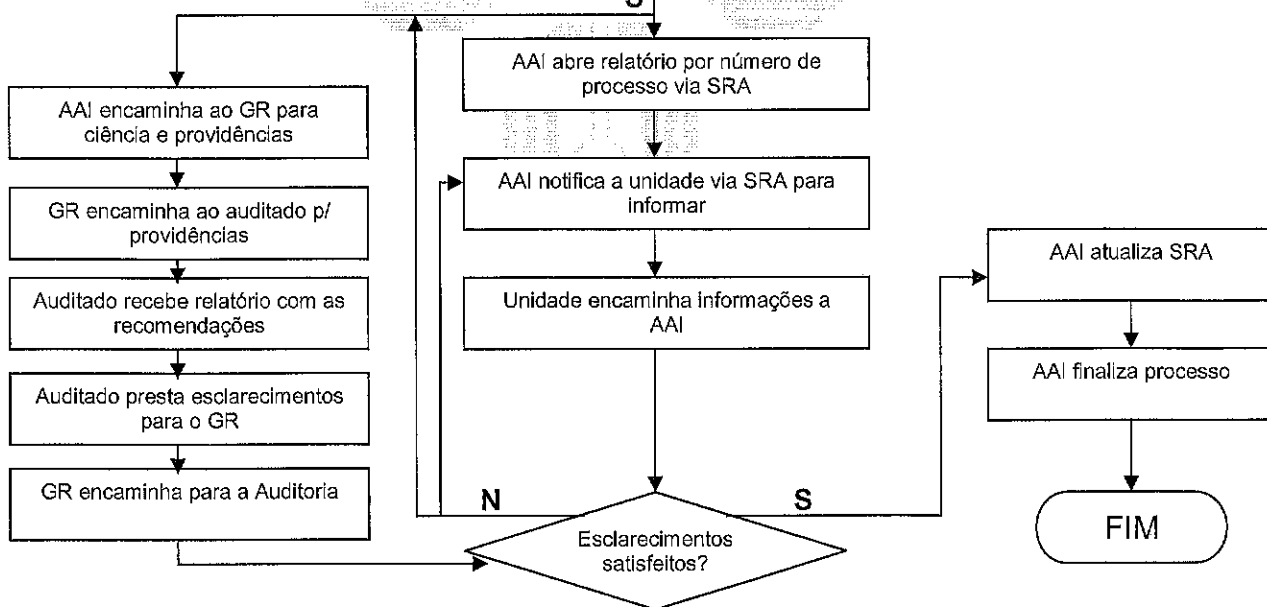 S
AAI abre relatório por número de
processo via SRA
AAI encaminha ao GR para
ciência e providências
AAI notifica a unidade via SRA para
informar
GR encaminha ao auditado p/
providências
AAI atualiza SRA
Auditado recebe relatório com as
recomendações
Unidade encaminha informações a
AAI
AAI finaliza processo
Auditado presta esclarecimentos
para o GR
GR encaminha para a Auditoria
N
S
Esclarecimentos
satisfeitos?
FIM